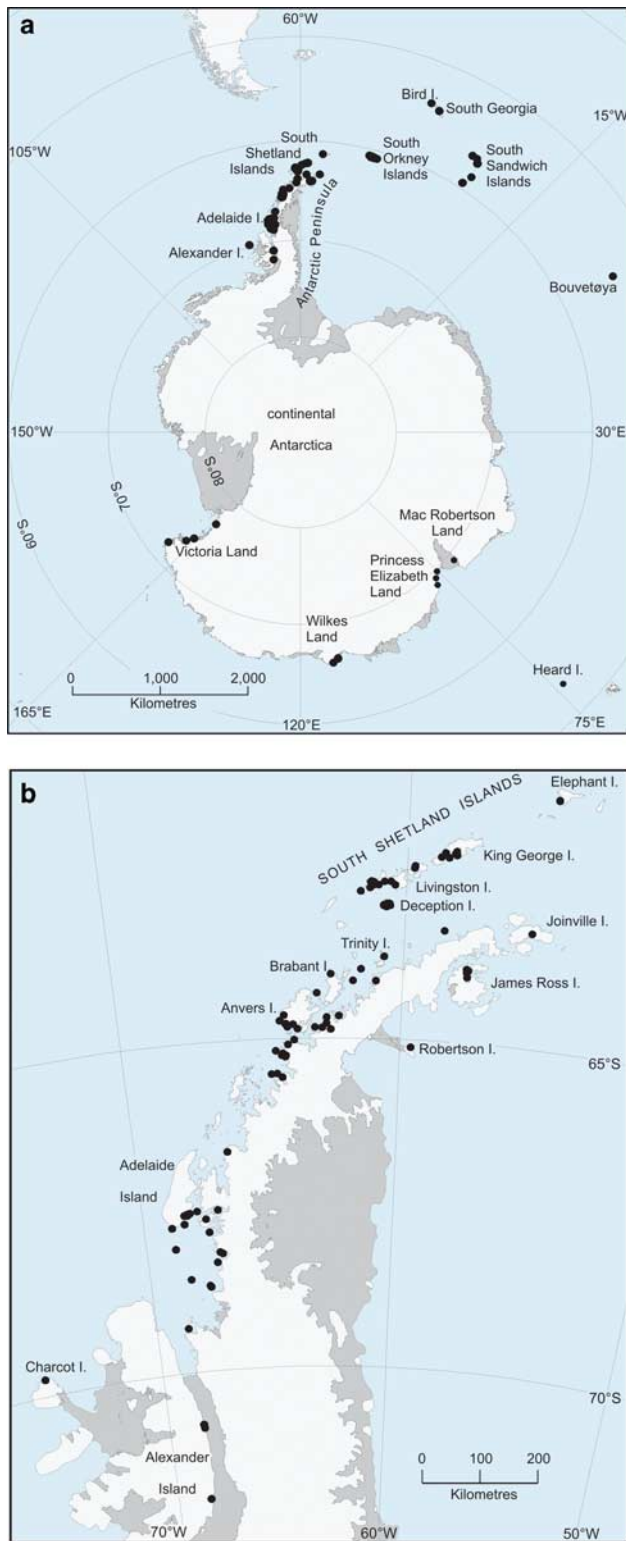 a
60°W
Bird I.
South Georgia
15°W
105°W
South
Shetland
Islands
South
Orkney
Islands
South
Sandwich
Islands
Adelaide I.
Antarctic Peninsula
Alexander I.
Bouvetøya
continental
Antarctica
150°W
30°E
80°S
70°S
60°S
Mac Robertson
Land
Victoria Land
Princess
Elizabeth
Land
Wilkes
Land
0 1,000 2,000
Kilometres
Heard I.
165°E
120°E
75°E
b
Elephant I.
SOUTH SHETLAND ISLANDS
King George I.
Livingston I.
Deception I.
Joinville I.
Trinity I.
Brabant I.
James Ross I.
Anvers I.
Robertson I.
65°S
Adelaide
Island
Charcot I.
70°S
Alexander
Island
0 100 200
Kilometres
70°W
60°W
50°W